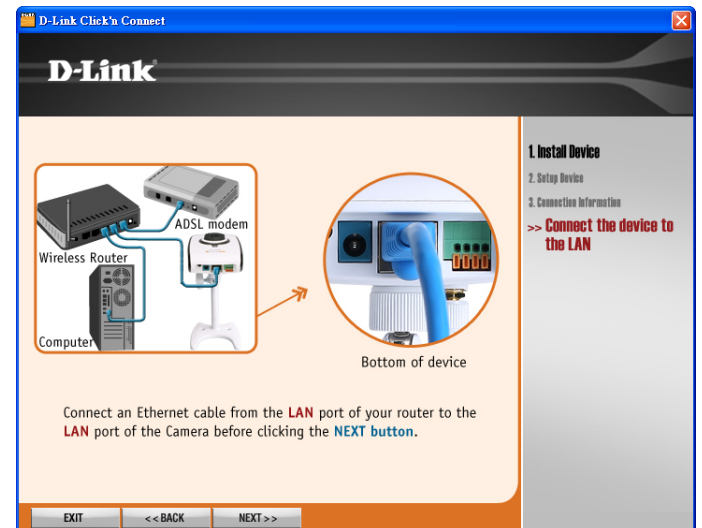 D-Link Click'n Connect
D-Link
ADSL modem
Wireless Router
Computer
Bottom of device
Connect an Ethernet cable from the LAN port of your router to the
LAN port of the Camera before clicking the NEXT button.
1. Install Device
2. Setup Device
3. Connection Information
>> Connect the device to
the LAN
EXIT
<< BACK
NEXT >>